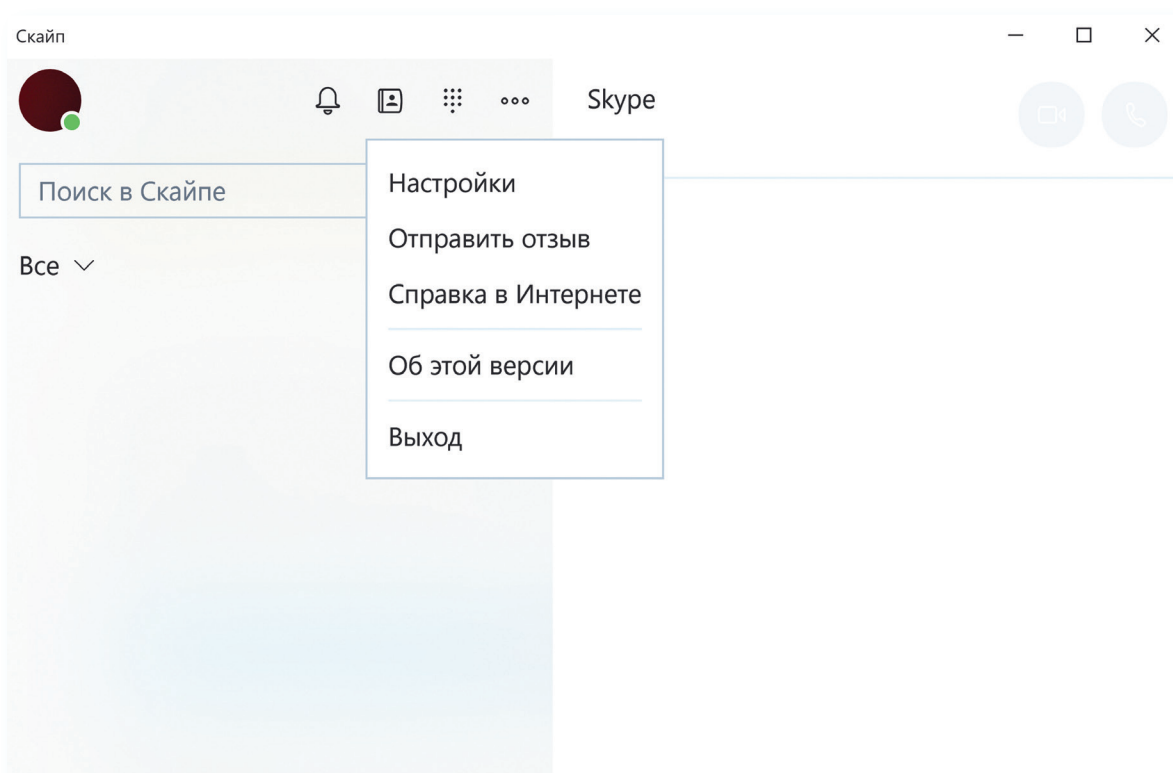 Скайп
Skype
Поиск в Скайпе
Все
Настройки
Отправить отзыв
Справка в Интернете
Об этой версии
Выход